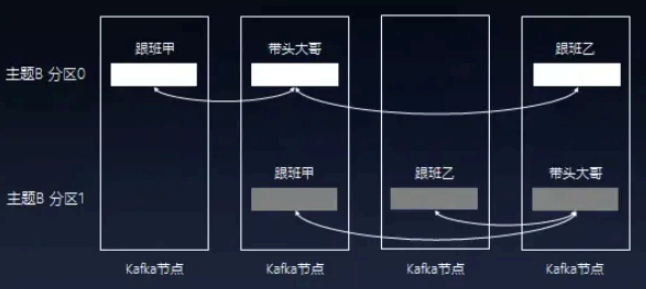 跟班甲 带头大哥 跟班乙
主题B 分区0
跟班甲 跟班乙 带头大哥
主题B 分区1
Kafka节点 Kafka节点 Kafka节点 Kafka节点